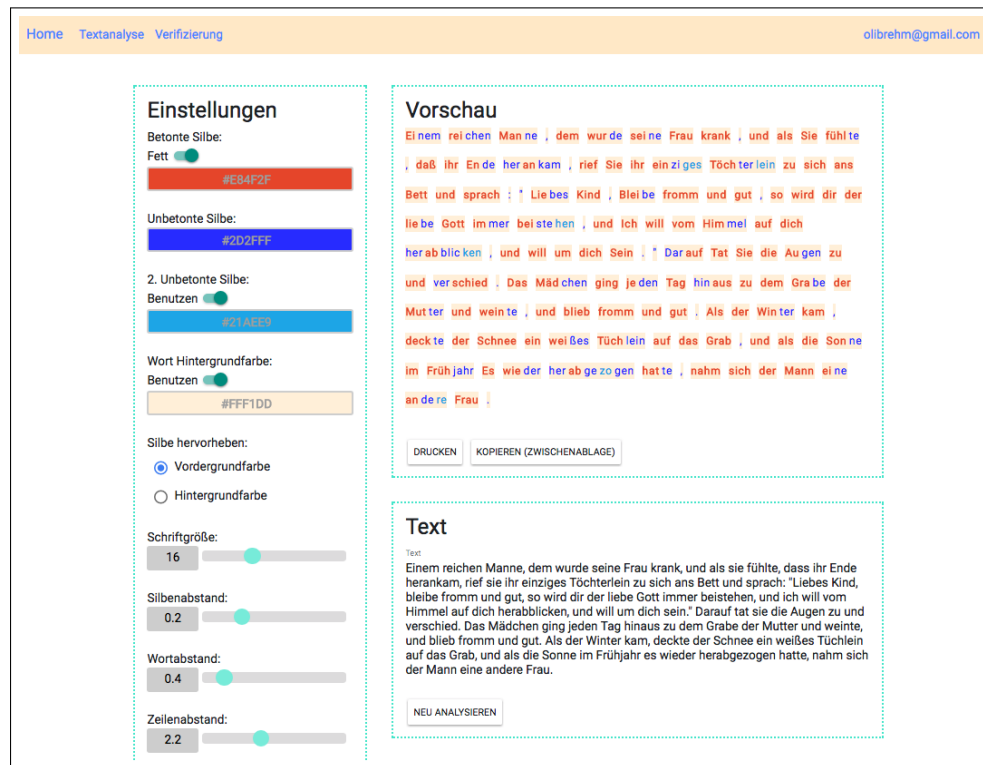 Home Textanalyse Verifizierung olibrehm@gmail.com
Einstellungen
Betonte Silbe:
Fett
#E84F2F
Unbetonte Silbe:
#2D2FFF
2. Unbetonte Silbe:
Benutzen
#21AEE9
Wort Hintergrundfarbe:
Benutzen
#FFF1DD
Silbe hervorheben:
Vordergrundfarbe
Hintergrundfarbe
Schriftgröße:
16
Silbenabstand:
0.2
Wortabstand:
0.4
Zeilenabstand:
2.2
Vorschau
Ei nem rei chen Man ne , dem wur de sei ne Frau krank , und als Sie fühl te
, daß ihr En de her an kam , rief Sie ihr ein zi ges Töch ter lein zu sich ans
Bett und sprach : " Lie bes Kind , Blei be fromm und gut , so wird dir der
lie be Gott im mer bei ste hen , und Ich will vom Him mel auf dich
her ab blic ken , und will um dich Sein . " Dar auf Tat Sie die Au gen zu
und ver schied . Das Mäd chen ging je den Tag hin aus zu dem Gra be der
Mut ter und wein te , und blieb fromm und gut . Als der Win ter kam ,
deck te der Schnee ein wei ßes Tüch lein auf das Grab , und als die Son ne
im Früh jahr Es wie der her ab ge zo gen hat te , nahm sich der Mann ei ne
an de re Frau .
DRUCKEN KOPIEREN (ZWISCHENABLAGE)
Text
Text
Einem reichen Manne, dem wurde seine Frau krank, und als sie fühlte, dass ihr Ende
herankam, rief sie ihr einziges Töchterlein zu sich ans Bett und sprach: "Liebes Kind,
bleibe fromm und gut, so wird dir der liebe Gott immer beistehen, und ich will vom
Himmel auf dich herabblicken, und will um dich sein." Darauf tat sie die Augen zu und
verschied. Das Mädchen ging jeden Tag hinaus zu dem Grabe der Mutter und weinte,
und blieb fromm und gut. Als der Winter kam, deckte der Schnee ein weißes Tüchlein
auf das Grab, und als die Sonne im Frühjahr es wieder herabgezogen hatte, nahm sich
der Mann eine andere Frau.
NEU ANALYSIEREN